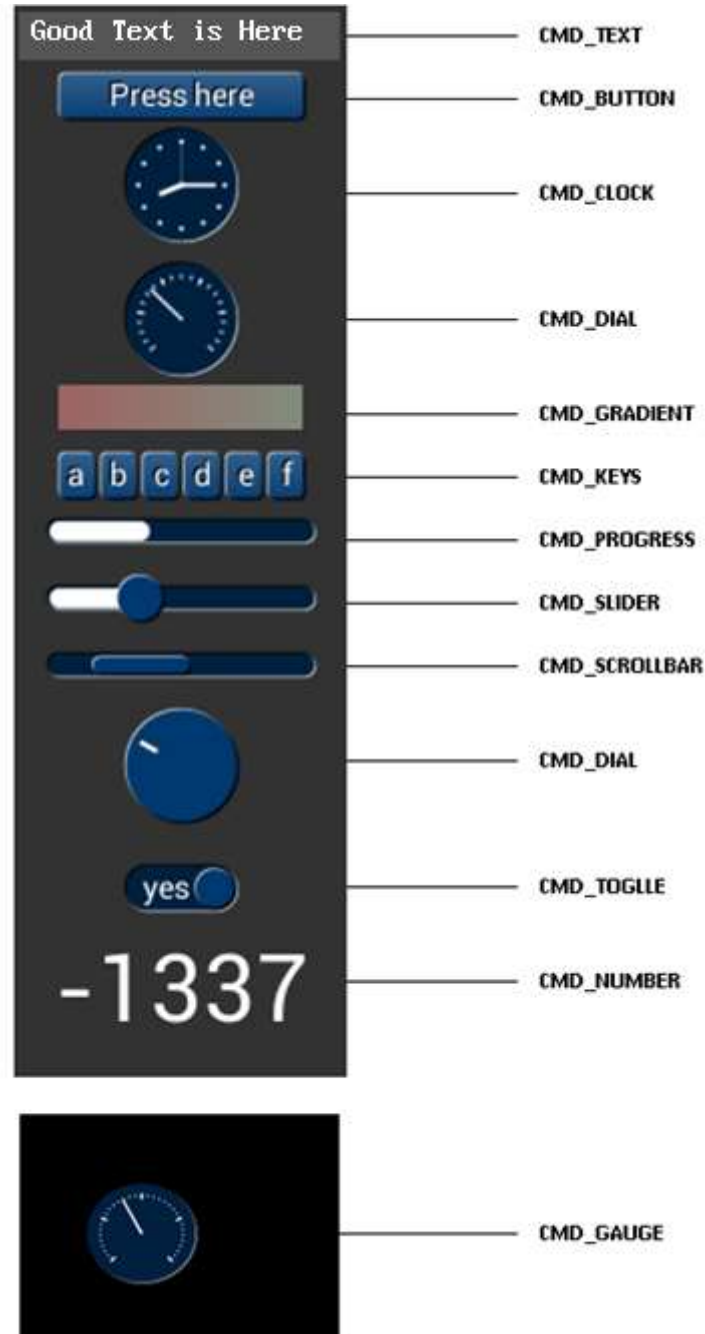 Good Text is Here
CMD_TEXT
Press here
CMD_BUTTON
CMD_CLOCK
CMD_DIAL
CMD_GRADIENT
a b c d e f
CMD_KEYS
CMD_PROGRESS
CMD_SLIDER
CMD_SCROLLBAR
CMD_DIAL
yes
CMD_TOGLLE
-1337
CMD_NUMBER
CMD_GAUGE